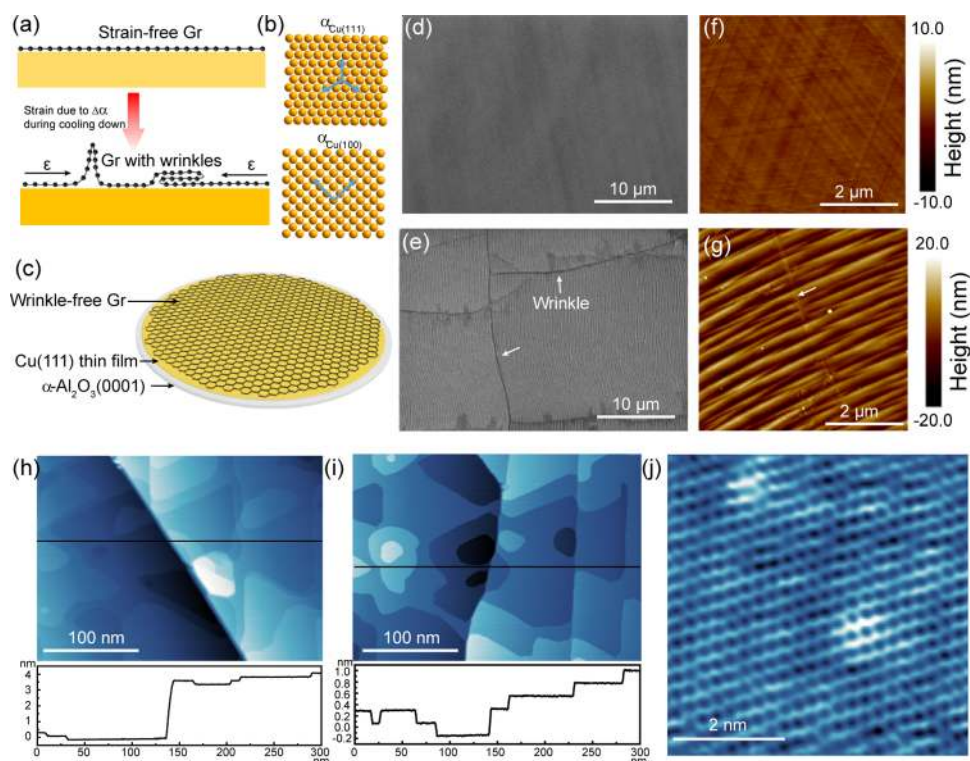 (a)
Strain-free Gr
Strain due to Δα
during cooling down
ε
Gr with wrinkles
ε
(b)
αCu(111)
αCu(100)
(c)
Wrinkle-free Gr
Cu(111) thin film
α-Al2O3(0001)
(d)
10 μm
(e)
Wrinkle
10 μm
(f)
2 μm
10.0
Height (nm)
-10.0
(g)
2 μm
20.0
Height (nm)
-20.0
(h)
100 nm
nm
4
3
2
1
0
0 50 100 150 200 250 300
nm
(i)
100 nm
nm
1.0
0.8
0.6
0.4
0.2
0.0
-0.2
0 50 100 150 200 250 300
nm
(j)
2 nm